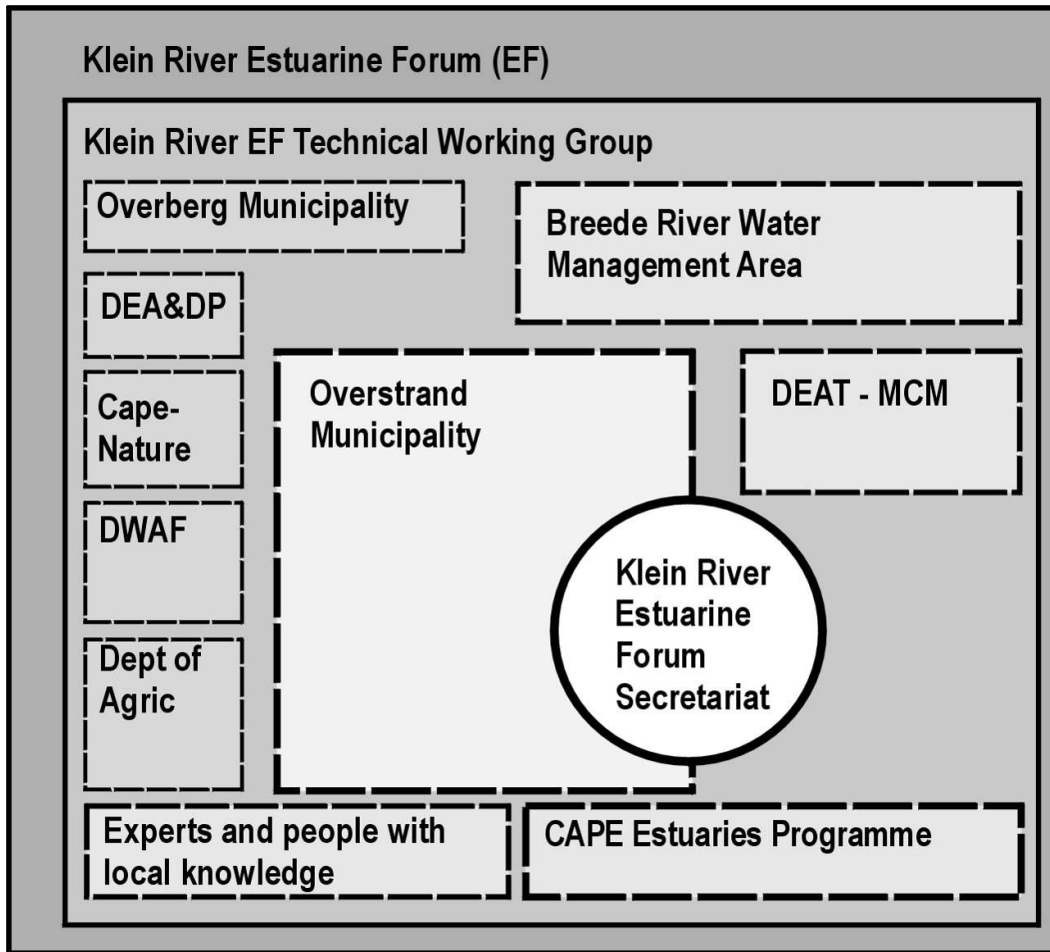 Klein River Estuarine Forum (EF)
Klein River EF Technical Working Group
Overberg Municipality
Breede River Water
Management Area
DEA&DP
Cape-
Nature
DWAF
Dept of
Agric
Overstrand
Municipality
DEAT - MCM
Klein River
Estuarine
Forum
Secretariat
Experts and people with
local knowledge
CAPE Estuaries Programme